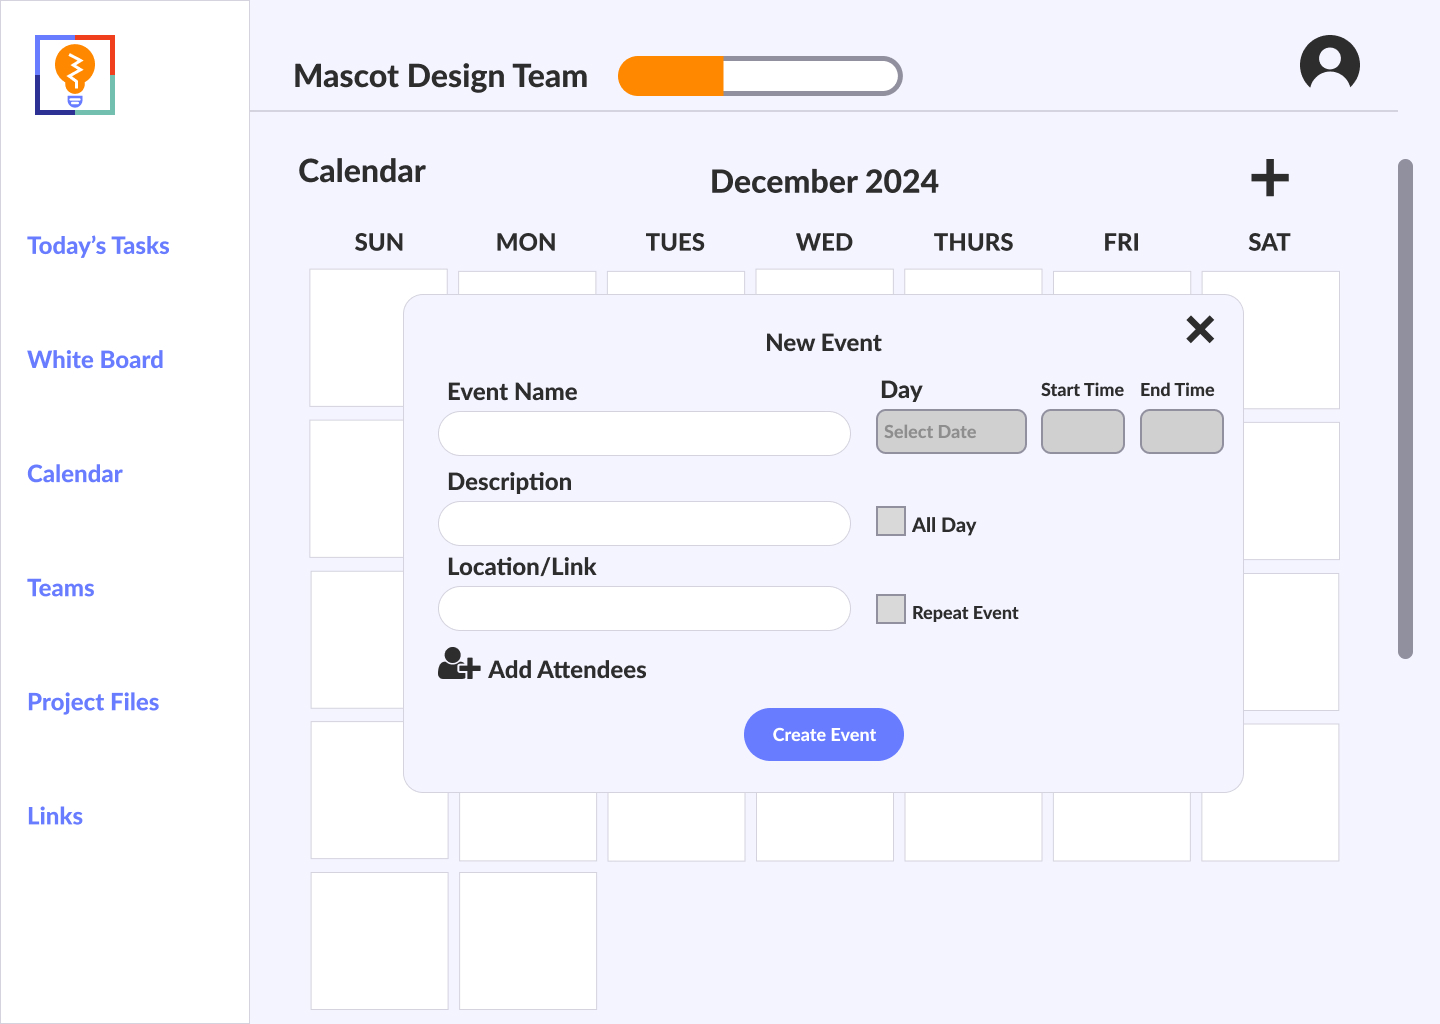 Mascot Design Team
Today’s Tasks
White Board
Calendar
Teams
Project Files
Links
Calendar
December 2024
SUN MON TUES WED THURS FRI SAT
New Event
Event Name
Day
Start Time
End Time
Select Date
Description
All Day
Location/Link
Repeat Event
Add Attendees
Create Event